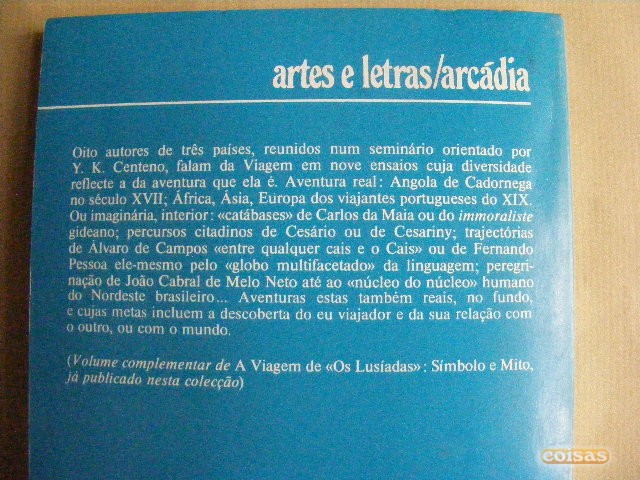 artes e letras/arcádia
Oito autores de três países, reunidos num seminário orientado por
Y. K. Centeno, falam da Viagem em nove ensaios cuja diversidade
reflecte a da aventura que ela é. Aventura real: Angola de Cadornega
no século XVII; África, Ásia, Europa dos viajantes portugueses do XIX.
Ou imaginária, interior: «catábases» de Carlos da Maia ou do immoraliste
gideano; percursos citadinos de Cesário ou de Cesariny; trajectórias
de Álvaro de Campos «entre qualquer cais e o Cais» ou de Fernando
Pessoa ele-mesmo pelo «globo multifacetado» da linguagem; peregri-
nação de João Cabral de Melo Neto até ao «núcleo do núcleo» humano
do Nordeste brasileiro... Aventuras estas também reais, no fundo,
e cujas metas incluem a descoberta do eu viajador e da sua relação com
o outro, ou com o mundo.
(Volume complementar de A Viagem de «Os Lusíadas»: Símbolo e Mito,
já publicado nesta colecção)
coisas